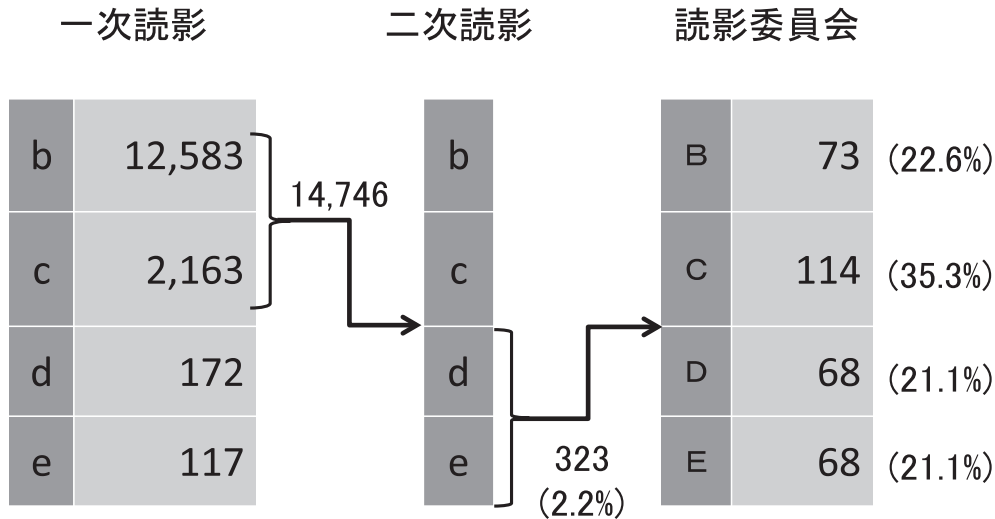 一次読影 二次読影 読影委員会
b 12,583 b B 73 (22.6%)
14,746
c 2,163 c C 114 (35.3%)
d 172 d D 68 (21.1%)
e 117 e E 68 (21.1%)
323
(2.2%)